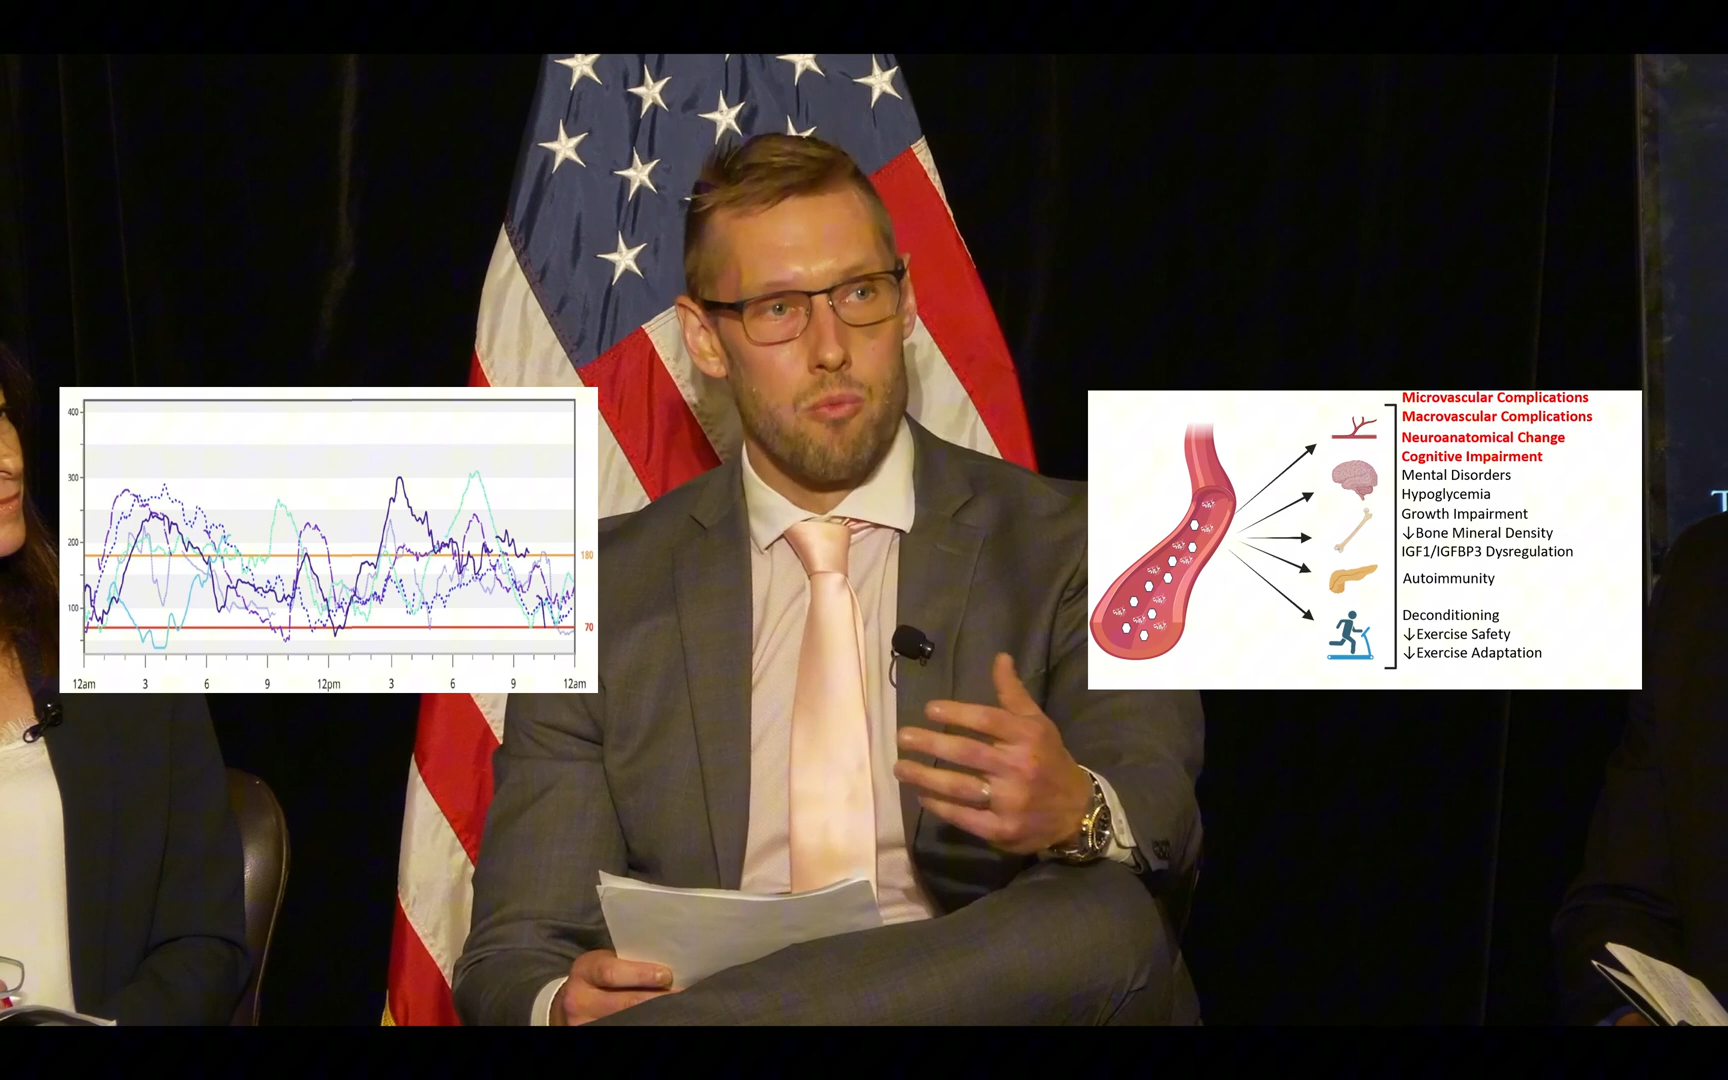 400
300
200
100
180
70
12am
3
6
9
12pm
3
6
9
12am
Microvascular Complications
Macrovascular Complications
Neuroanatomical Change
Cognitive Impairment
Mental Disorders
Hypoglycemia
Growth Impairment
↓Bone Mineral Density
IGF1/IGFBP3 Dysregulation
Autoimmunity
Deconditioning
↓Exercise Safety
↓Exercise Adaptation
T